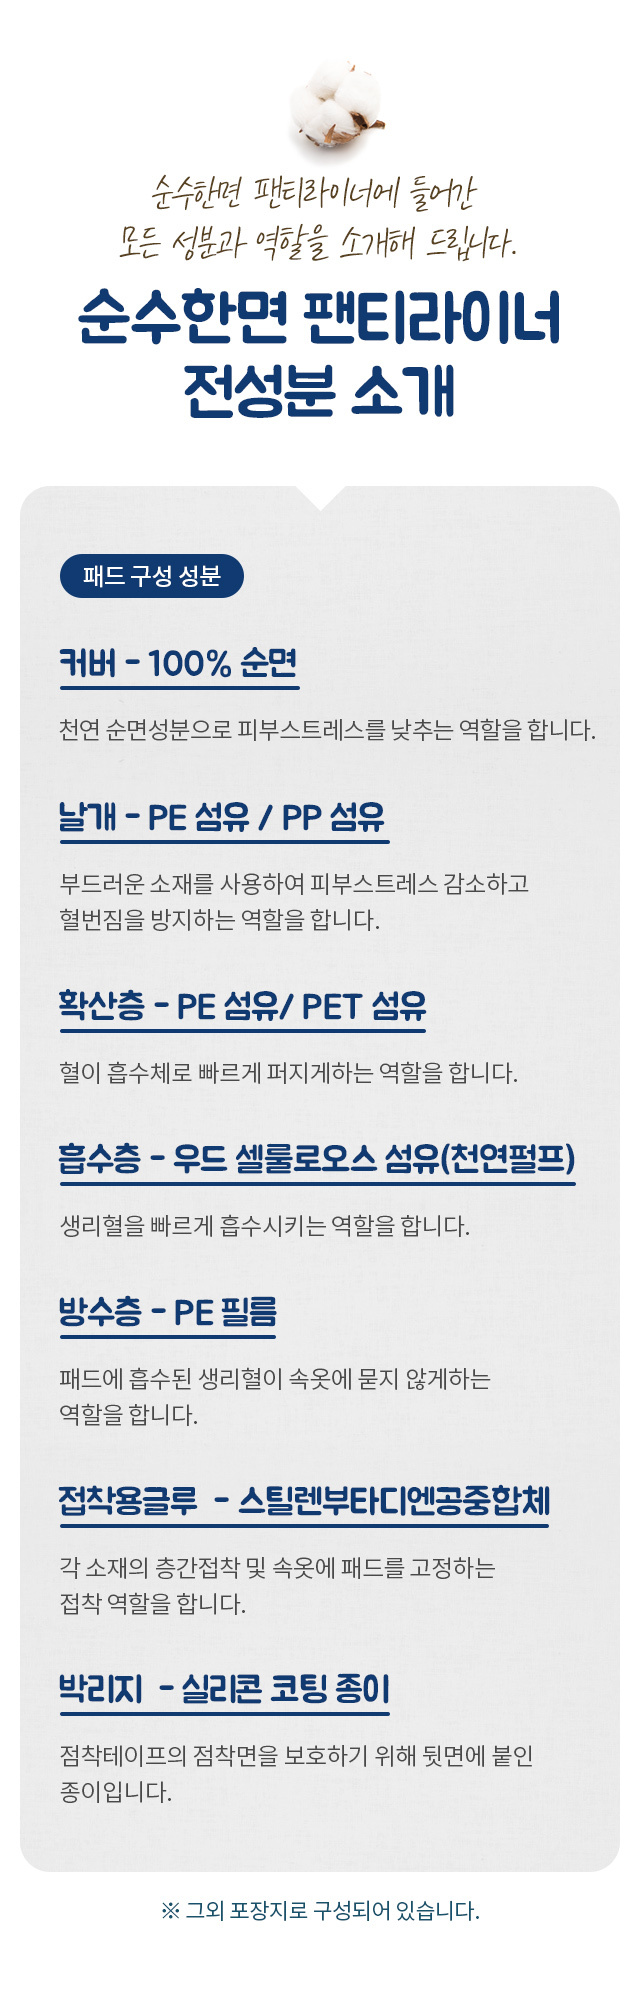 순수한면 팬티라이너에 들어간
모든 성분과 역할을 소개해 드립니다.
순수한면 팬티라이너
전성분 소개
패드 구성 성분
커버 - 100% 순면
천연 순면성분으로 피부스트레스를 낮추는 역할을 합니다.
날개 - PE 섬유 / PP 섬유
부드러운 소재를 사용하여 피부스트레스 감소하고
혈번짐을 방지하는 역할을 합니다.
확산층 - PE 섬유/ PET 섬유
혈이 흡수체로 빠르게 퍼지게하는 역할을 합니다.
흡수층 - 우드 셀룰로오스 섬유(천연펄프)
생리혈을 빠르게 흡수시키는 역할을 합니다.
방수층 - PE 필름
패드에 흡수된 생리혈이 속옷에 묻지 않게하는
역할을 합니다.
접착용글루 - 스틸렌부타디엔공중합체
각 소재의 층간접착 및 속옷에 패드를 고정하는
접착 역할을 합니다.
박리지 - 실리콘 코팅 종이
점착테이프의 점착면을 보호하기 위해 뒷면에 붙인
종이입니다.
※ 그외 포장지로 구성되어 있습니다.